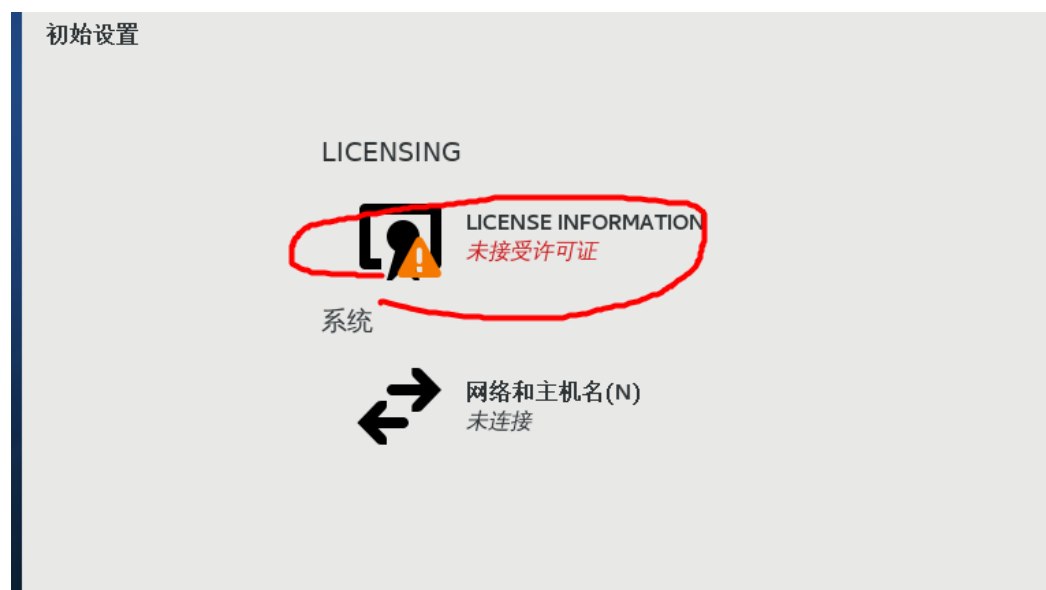 初始设置
LICENSING
LICENSE INFORMATION
未接受许可证
系统
网络和主机名(N)
未连接